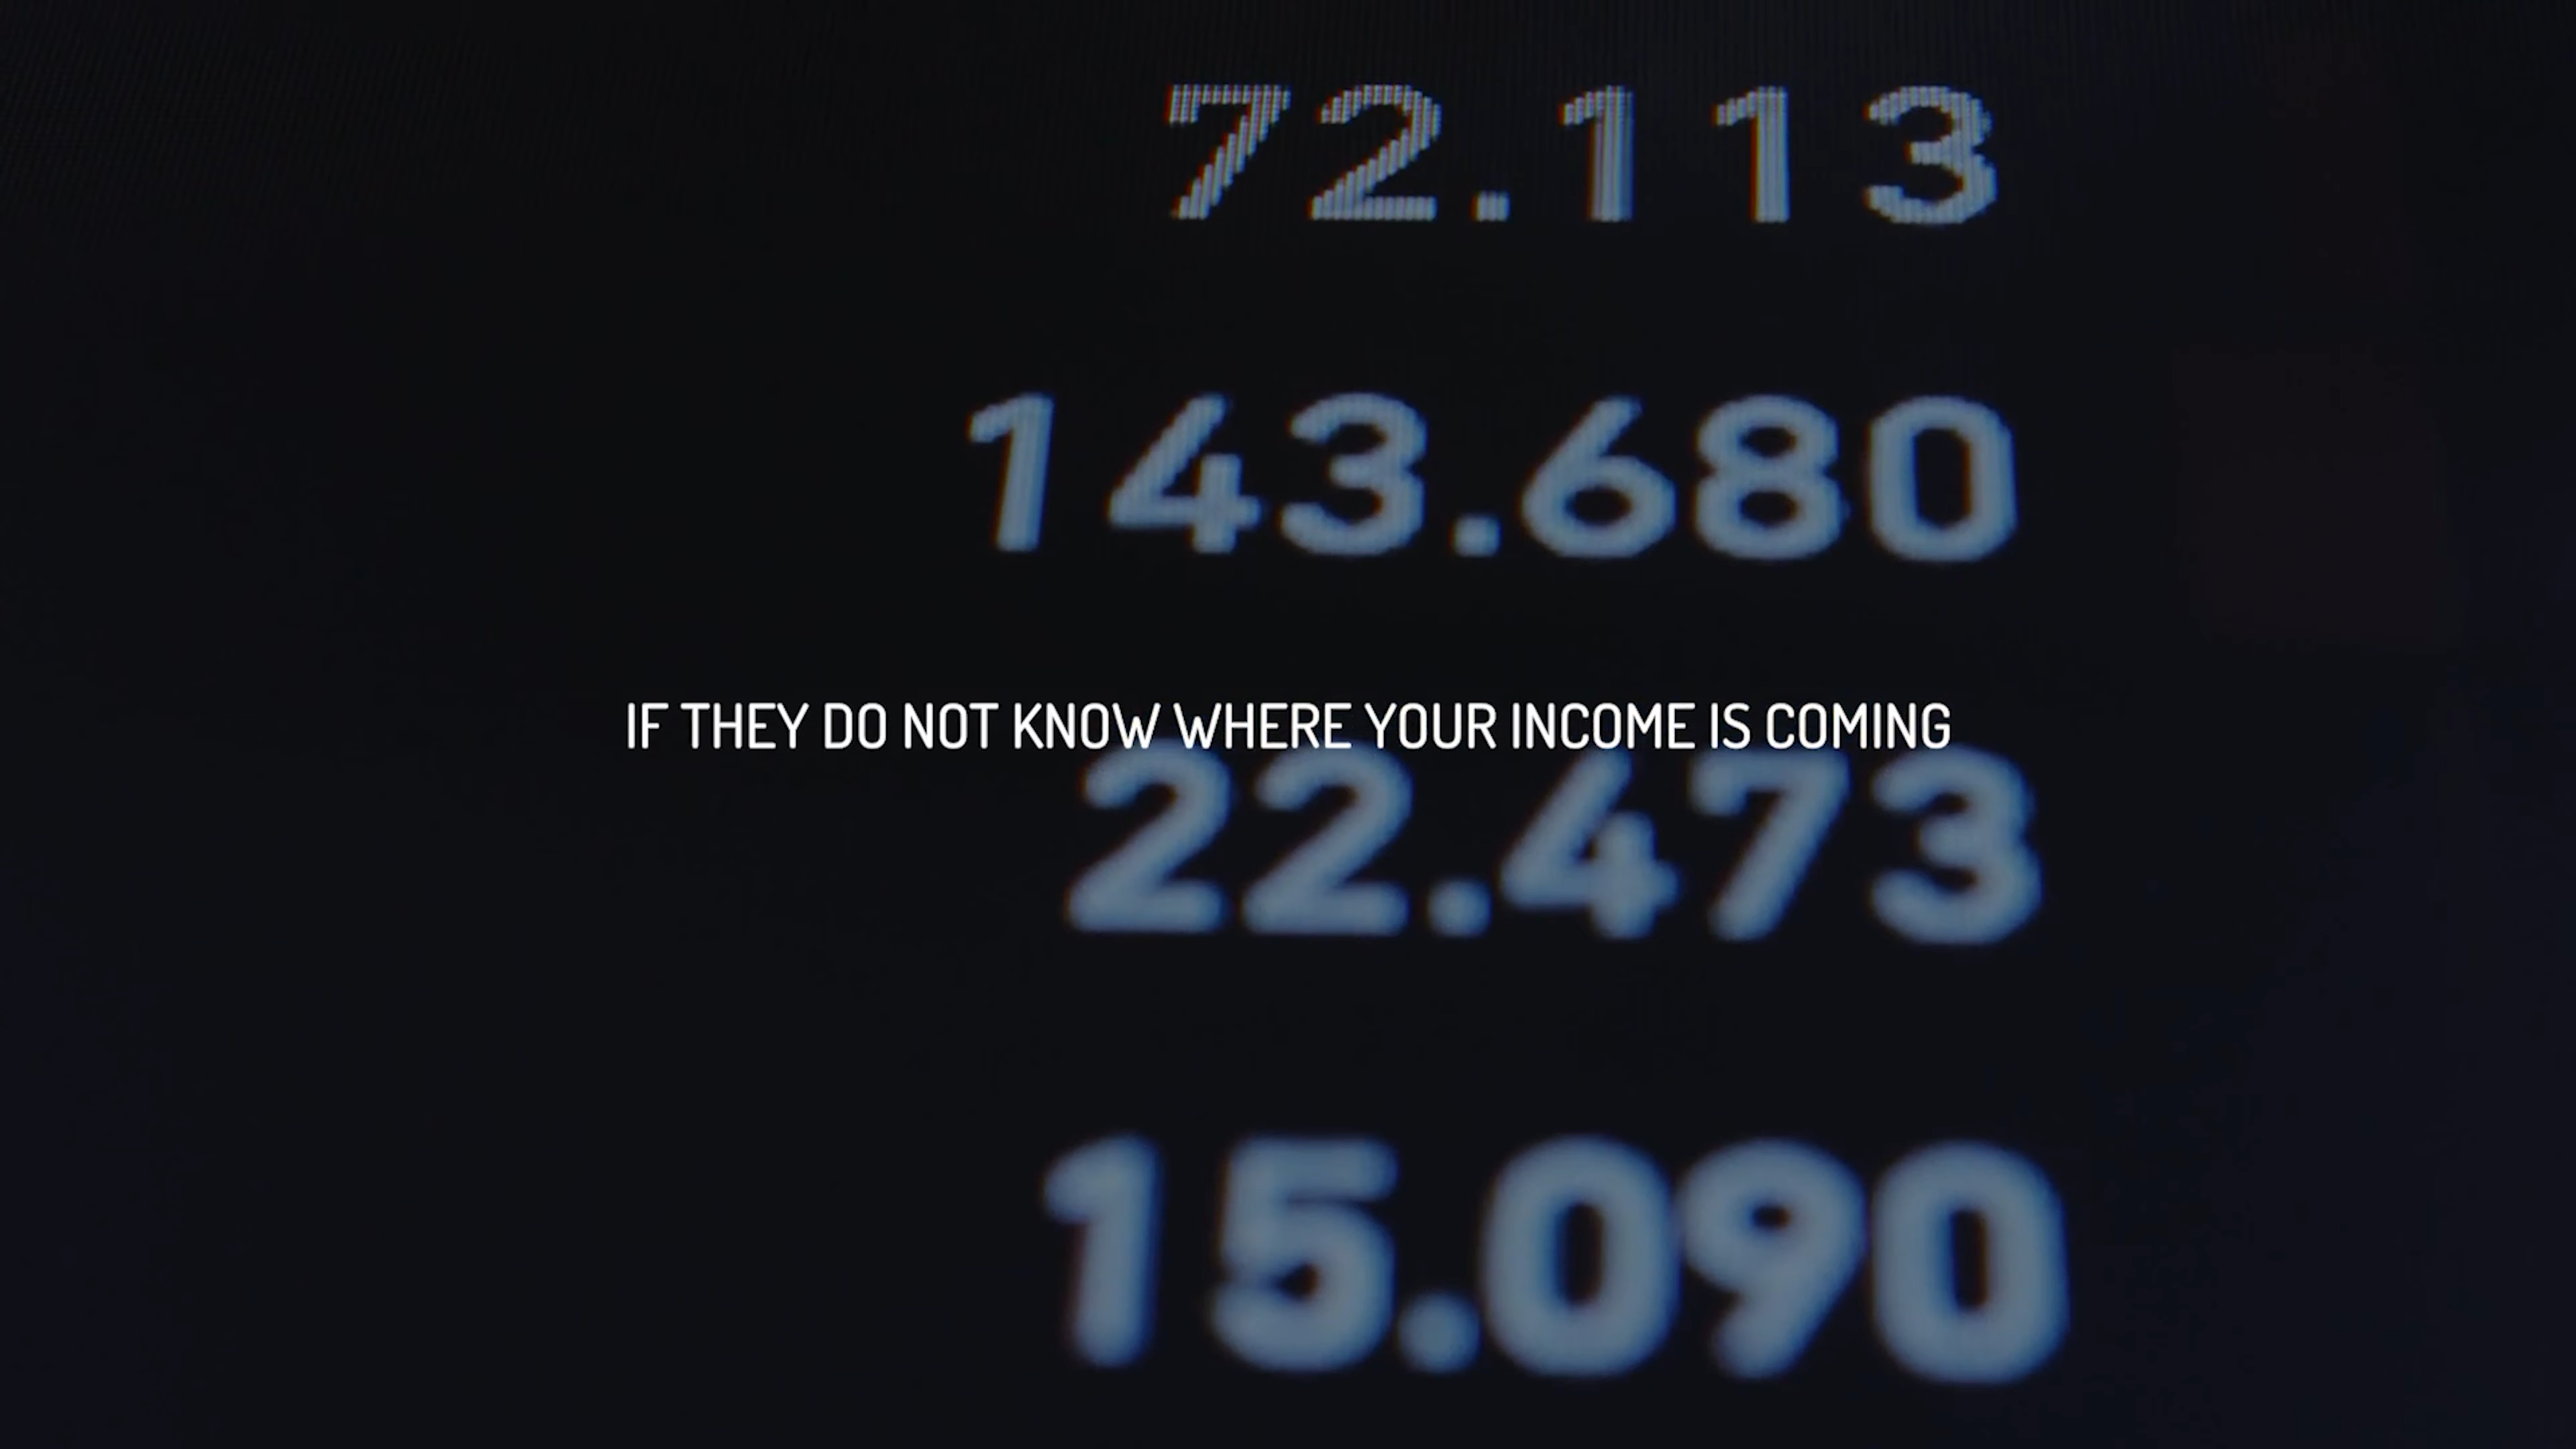 72.113
143.680
IF THEY DO NOT KNOW WHERE YOUR INCOME IS COMING
22.473
15.090